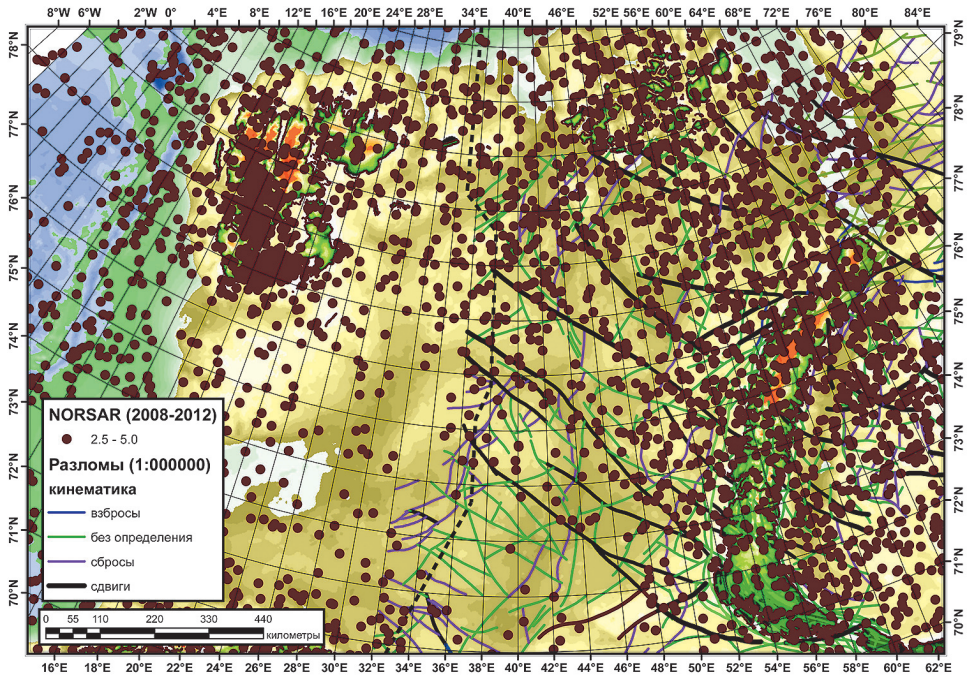 8°W 6°W 0° 4°E 8°E 12°E 16°E 20°E 24°E 28°E 34°E 40°E 46°E 52°E 56°E 60°E 64°E 68°E 72°E 76°E 80°E 84°E
78°N
77°N
76°N
75°N
74°N
73°N
72°N
71°N
70°N
79°N
78°N
77°N
76°N
75°N
74°N
73°N
72°N
71°N
70°N
NORSAR (2008-2012)
2.5 - 5.0
Разломы (1:000000)
кинематика
взбросы
без определения
сбросы
сдвиги
0 55 110 220 330 440
километры
16°E 20°E 22°E 24°E 26°E 28°E 30°E 32°E 34°E 36°E 38°E 40°E 42°E 44°E 46°E 48°E 50°E 52°E 54°E 56°E 58°E 60°E 62°E